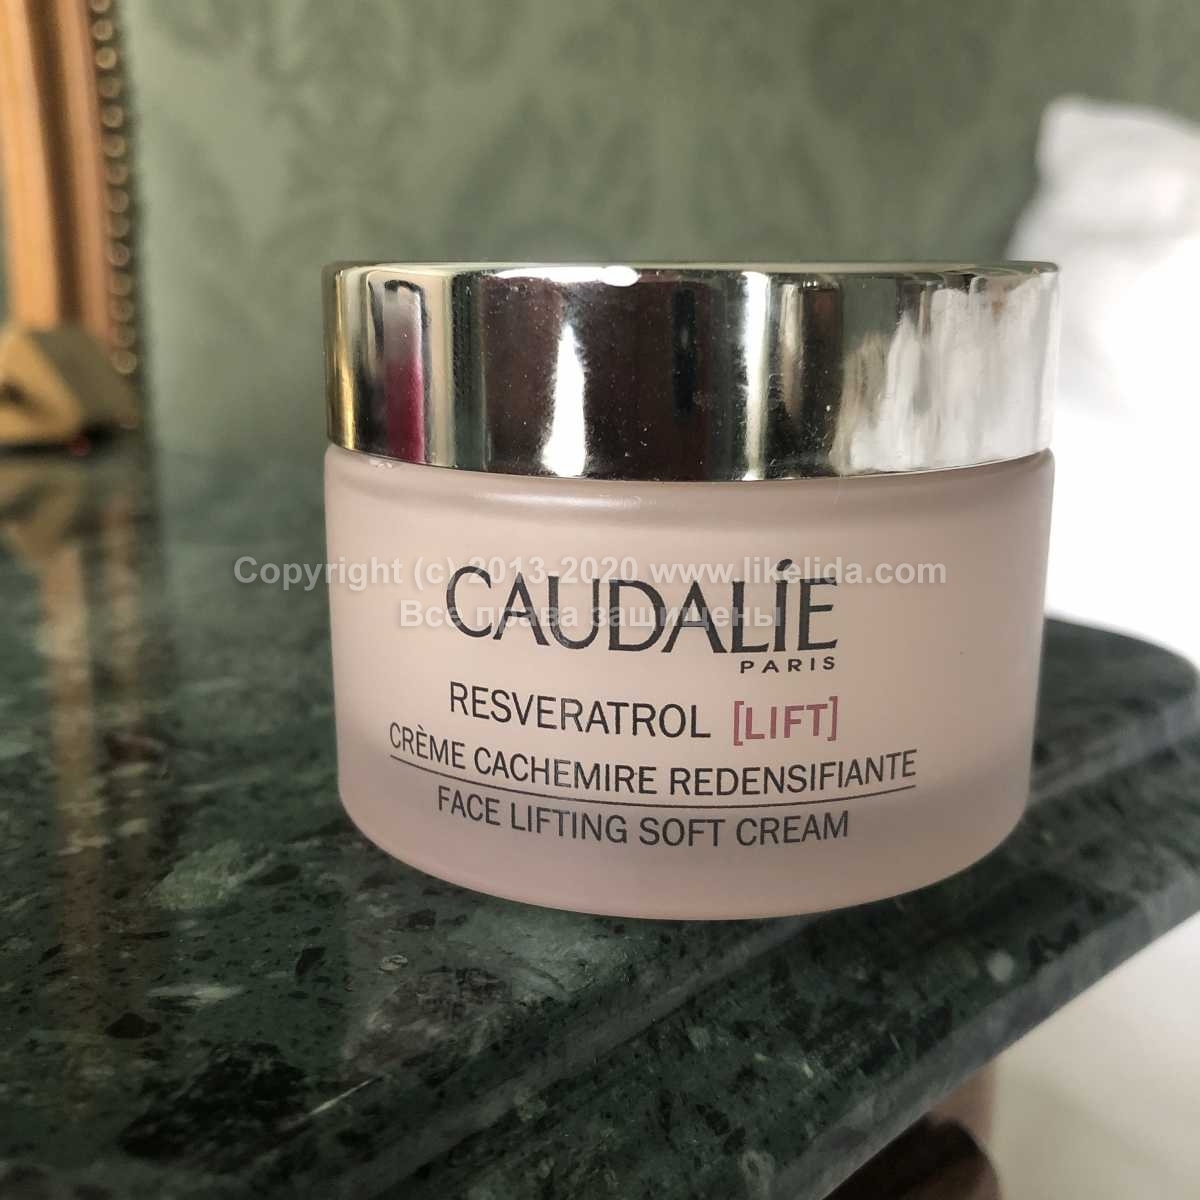 Copyright (c) 2013-2020 www.likelida.com
Все права защищены
CAUDALÍE
PARIS
RESVERATROL [LIFT]
CRÈME CACHEMIRE REDENSIFIANTE
FACE LIFTING SOFT CREAM